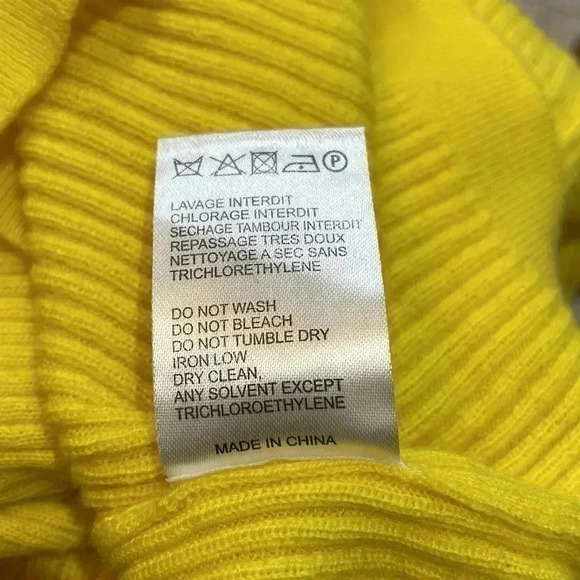 P
LAVAGE INTERDIT
CHLORAGE INTERDIT
SECHAGE TAMBOUR INTERDIT
REPASSAGE TRES DOUX
NETTOYAGE A SEC SANS
TRICHLORETHYLENE
DO NOT WASH
DO NOT BLEACH
DO NOT TUMBLE DRY
IRON LOW
DRY CLEAN,
ANY SOLVENT EXCEPT
TRICHLOROETHYLENE
MADE IN CHINA